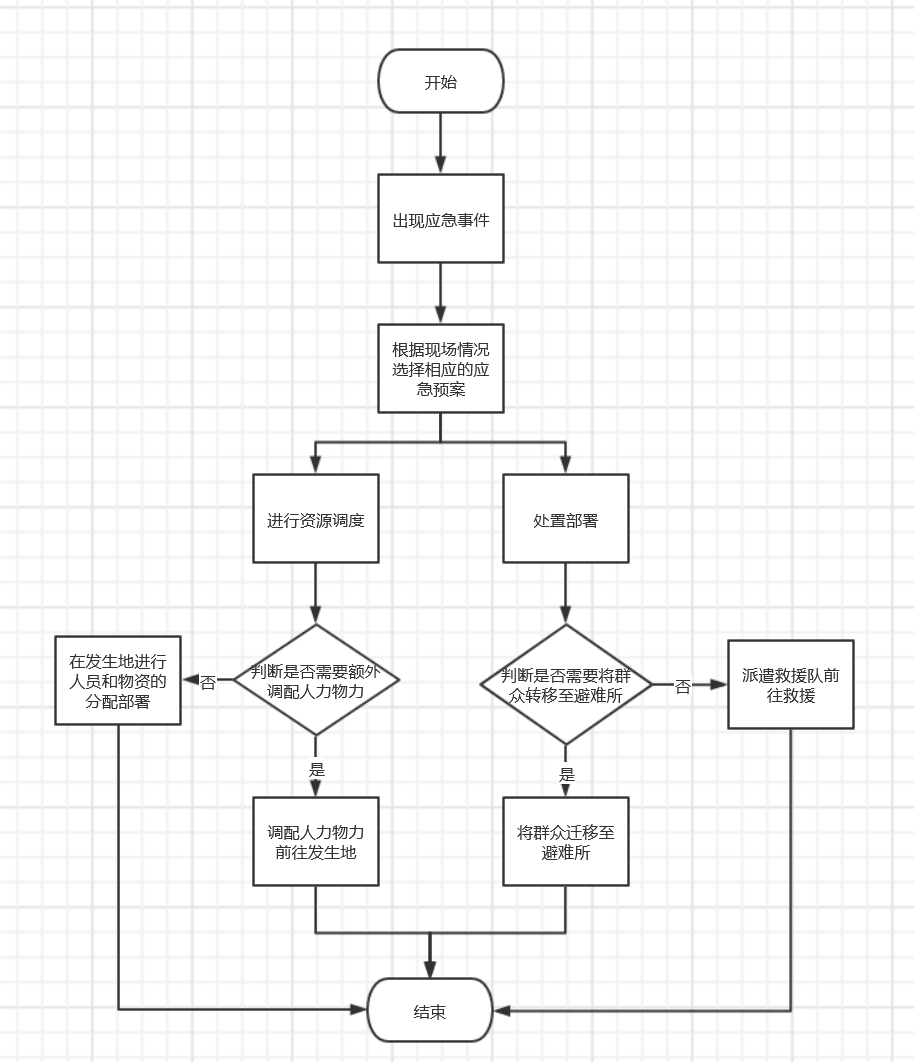 开始
出现应急事件
根据现场情况
选择相应的应
急预案
进行资源调度
处置部署
在发生地进行
人员和物资的
分配部署
否
判断是否需要额外
调配人力物力
判断是否需要将群
众转移至避难所
否
派遣救援队前
往救援
是
是
调配人力物力
前往发生地
将群众迁移至
避难所
结束